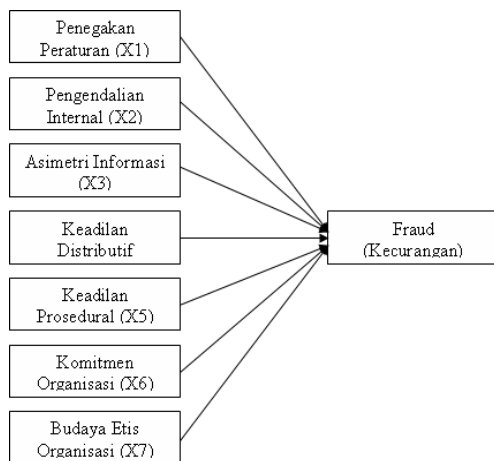 Penegakan
Peraturan (X1)
Pengendalian
Internal (X2)
Asimetri Informasi
(X3)
Keadilan
Distributif
Keadilan
Prosedural (X5)
Komitmen
Organisasi (X6)
Budaya Etis
Organisasi (X7)
Fraud
(Kecurangan)